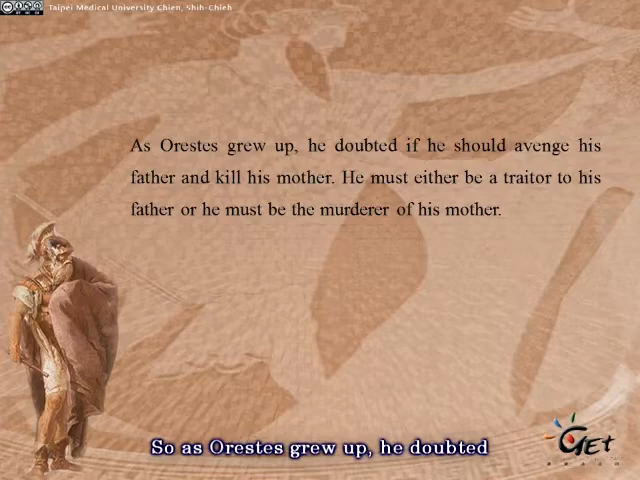 Taipei Medical University Chien, Shih-Chieh
As Orestes grew up, he doubted if he should avenge his
father and kill his mother. He must either be a traitor to his
father or he must be the murderer of his mother.
So as Orestes grew up, he doubted
GET